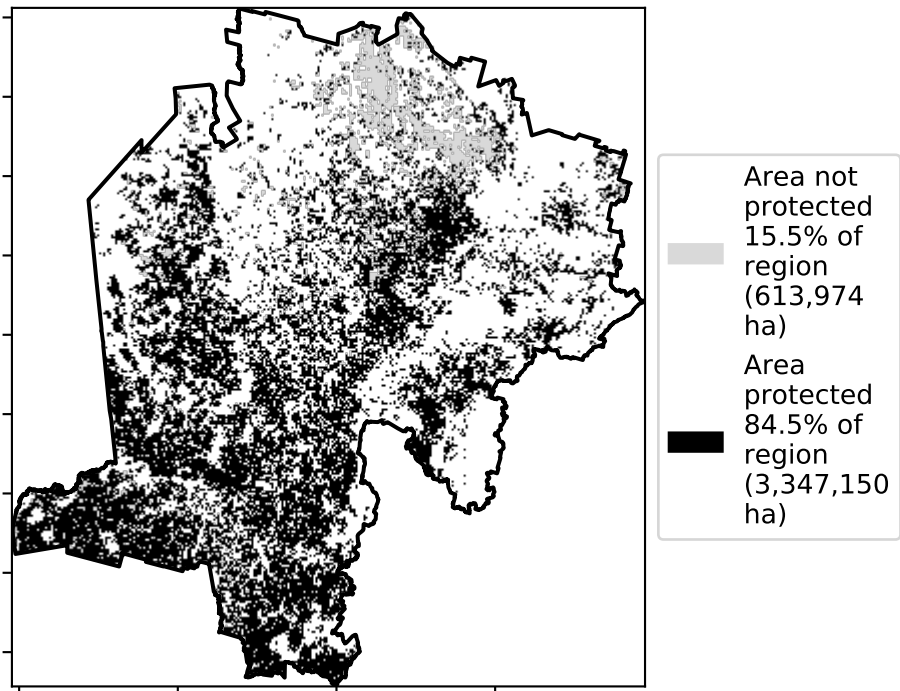 Area not
protected
15.5% of
region
(613,974
ha)
Area
protected
84.5% of
region
(3,347,150
ha)